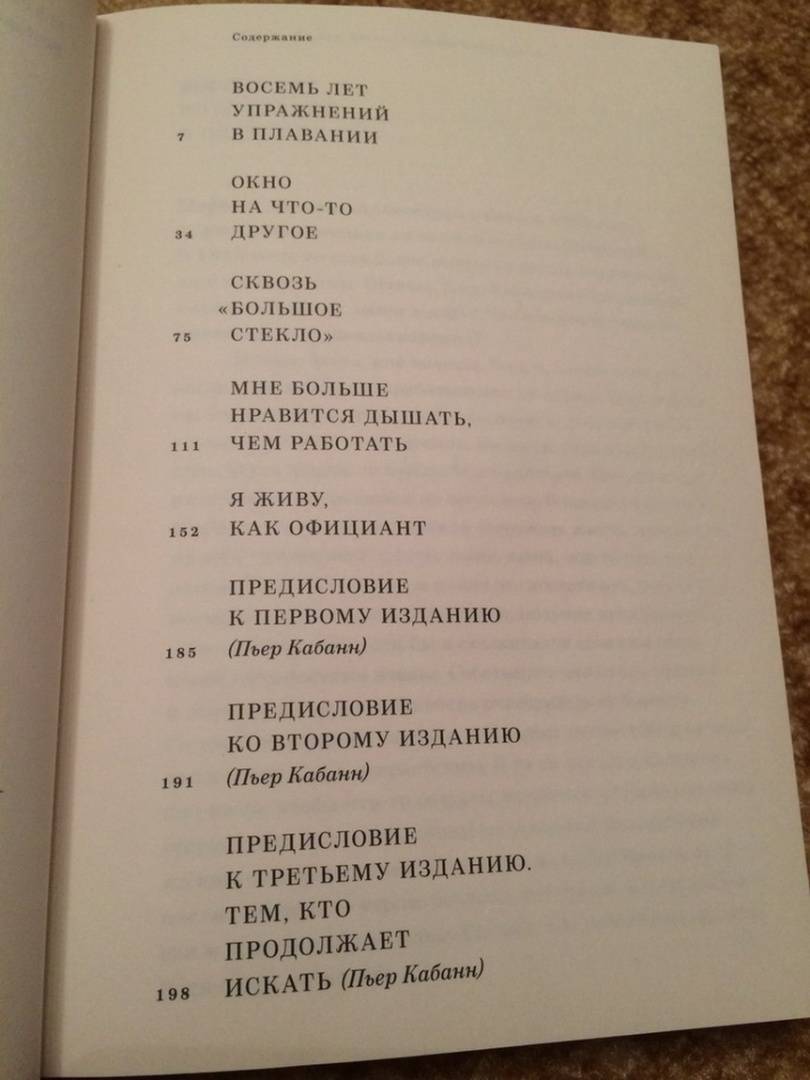 Содержание
ВОСЕМЬ ЛЕТ
УПРАЖНЕНИЙ
7 В ПЛАВАНИИ
ОКНО
НА ЧТО-ТО
34 ДРУГОЕ
СКВОЗЬ
«БОЛЬШОЕ
75 СТЕКЛО»
МНЕ БОЛЬШЕ
НРАВИТСЯ ДЫШАТЬ,
111 ЧЕМ РАБОТАТЬ
Я ЖИВУ,
152 КАК ОФИЦИАНТ
ПРЕДИСЛОВИЕ
К ПЕРВОМУ ИЗДАНИЮ
185 (Пьер Кабанн)
ПРЕДИСЛОВИЕ
КО ВТОРОМУ ИЗДАНИЮ
191 (Пьер Кабанн)
ПРЕДИСЛОВИЕ
К ТРЕТЬЕМУ ИЗДАНИЮ.
ТЕМ, КТО
ПРОДОЛЖАЕТ
198 ИСКАТЬ (Пьер Кабанн)